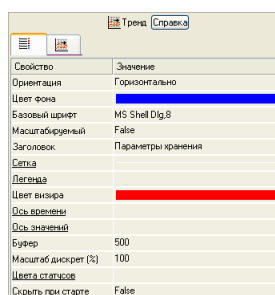 Тренд Справка
Свойство Значение
Ориентация Горизонтально
Цвет фона
Базовый шрифт MS Shell Dlg,8
Масштабируемый False
Заголовок Параметры хранения
Сетка
Легенда
Цвет визира
Ось времени
Ось значений
Буфер 500
Масштаб дискрет (%) 100
Цвета статусов
Скрыть при старте False